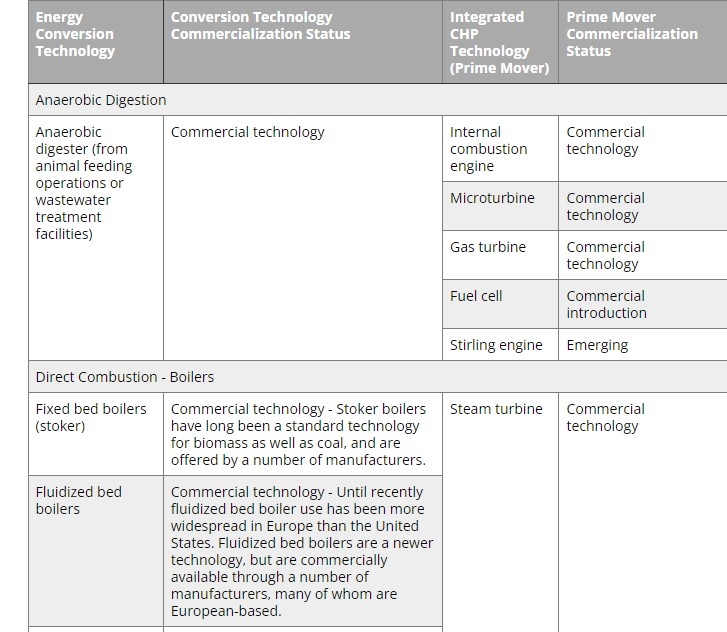 Energy
Conversion
Technology
Conversion Technology
Commercialization Status
Integrated
CHP
Technology
(Prime Mover)
Prime Mover
Commercialization
Status
Anaerobic Digestion
Anaerobic
digester (from
animal feeding
operations or
wastewater
treatment
facilities)
Commercial technology
Internal
combustion
engine
Commercial
technology
Microturbine
Commercial
technology
Gas turbine
Commercial
technology
Fuel cell
Commercial
introduction
Stirling engine
Emerging
Direct Combustion - Boilers
Fixed bed boilers
(stoker)
Commercial technology - Stoker boilers
have long been a standard technology
for biomass as well as coal, and are
offered by a number of manufacturers.
Steam turbine
Commercial
technology
Fluidized bed
boilers
Commercial technology - Until recently
fluidized bed boiler use has been more
widespread in Europe than the United
States. Fluidized bed boilers are a newer
technology, but are commercially
available through a number of
manufacturers, many of whom are
European-based.